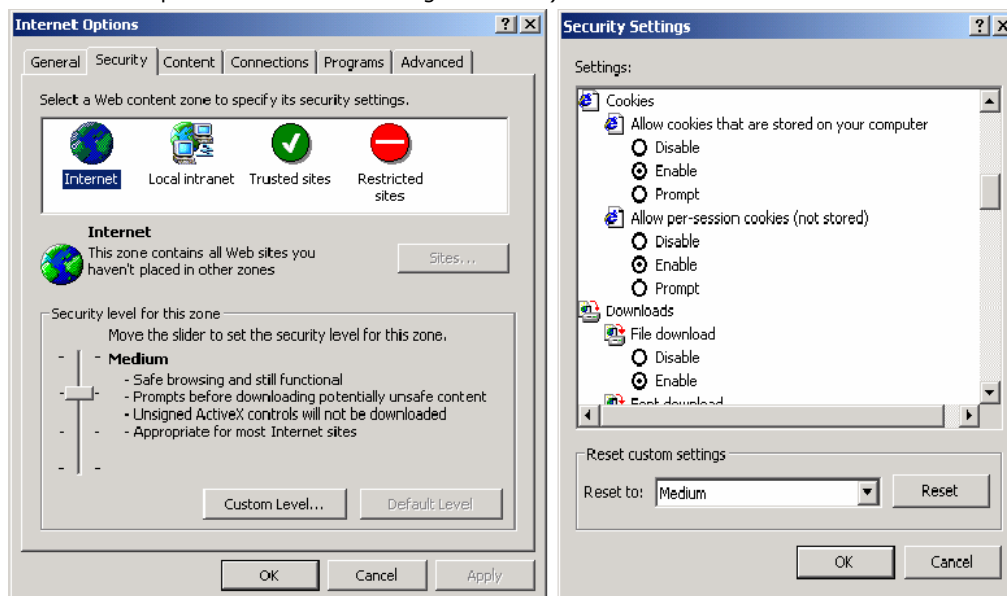 Internet Options
General Security Content Connections Programs Advanced
Select a Web content zone to specify its security settings.
Internet Local intranet Trusted sites Restricted
sites
Internet
This zone contains all Web sites you
haven't placed in other zones
Sites...
Security level for this zone
Move the slider to set the security level for this zone.
Medium
- Safe browsing and still functional
- Prompts before downloading potentially unsafe content
- Unsigned ActiveX controls will not be downloaded
- Appropriate for most Internet sites
Custom Level... Default Level
OK Cancel Apply
Security Settings
Settings:
Cookies
Allow cookies that are stored on your computer
Disable
Enable
Prompt
Allow per-session cookies (not stored)
Disable
Enable
Prompt
Downloads
File download
Disable
Enable
Font download
Reset custom settings
Reset to: Medium Reset
OK Cancel